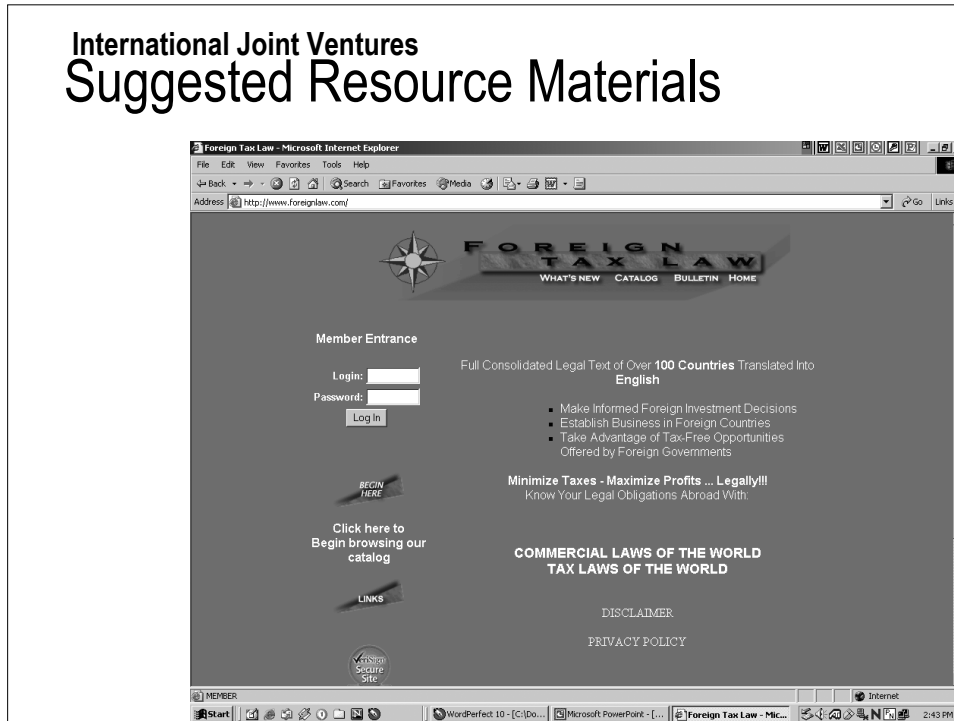 International Joint Ventures
Suggested Resource Materials
Foreign Tax Law - Microsoft Internet Explorer
File Edit View Favorites Tools Help
Back Search Favorites Media
Address http://www.foreignlaw.com/ Go Links
FOREIGN
TAX LAW
WHAT'S NEW CATALOG BULLETIN HOME
Member Entrance
Login:
Password:
Log In
BEGIN
HERE
Click here to
Begin browsing our
catalog
LINKS
VeriSign
Secure
Site
Full Consolidated Legal Text of Over 100 Countries Translated Into
English
Make Informed Foreign Investment Decisions
Establish Business in Foreign Countries
Take Advantage of Tax-Free Opportunities
Offered by Foreign Governments
Minimize Taxes - Maximize Profits ... Legally!!!
Know Your Legal Obligations Abroad With:
COMMERCIAL LAWS OF THE WORLD
TAX LAWS OF THE WORLD
DISCLAIMER
PRIVACY POLICY
MEMBER Internet
Start WordPerfect 10 - [C:\Do... Microsoft PowerPoint - [... Foreign Tax Law - Mic... 2:43 PM